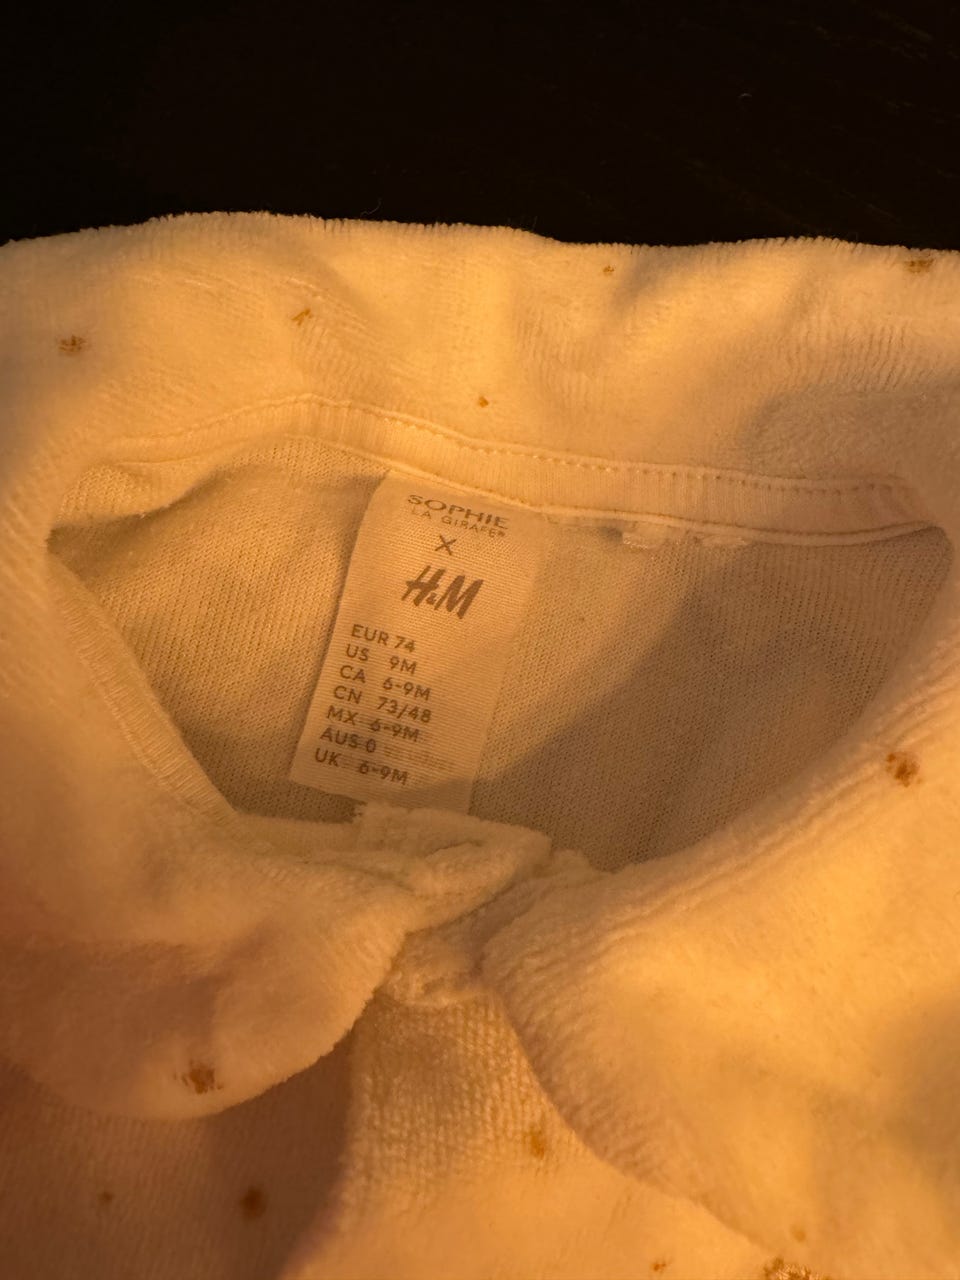 SOPHIE
LA GIRAFE®
X
H&M
EUR 74
US 9M
CA 6-9M
CN 73/48
MX 6-9M
AUS 0
UK 6-9M